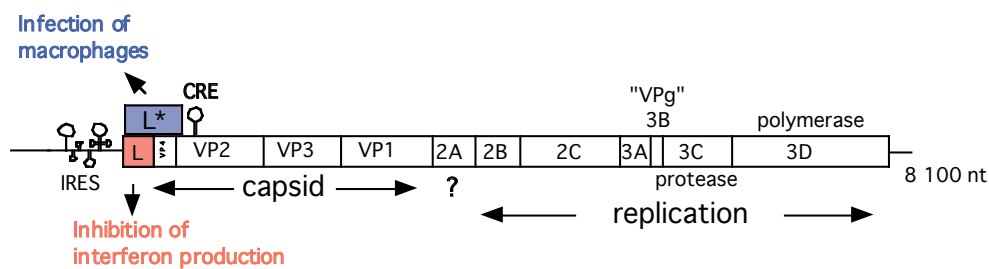 Infection of
macrophages
CRE
"VPg"
3B
polymerase
L*
L VP4 VP2 VP3 VP1 2A 2B 2C 3A 3C 3D
IRES
capsid
?
protease
8 100 nt
replication
Inhibition of
interferon production